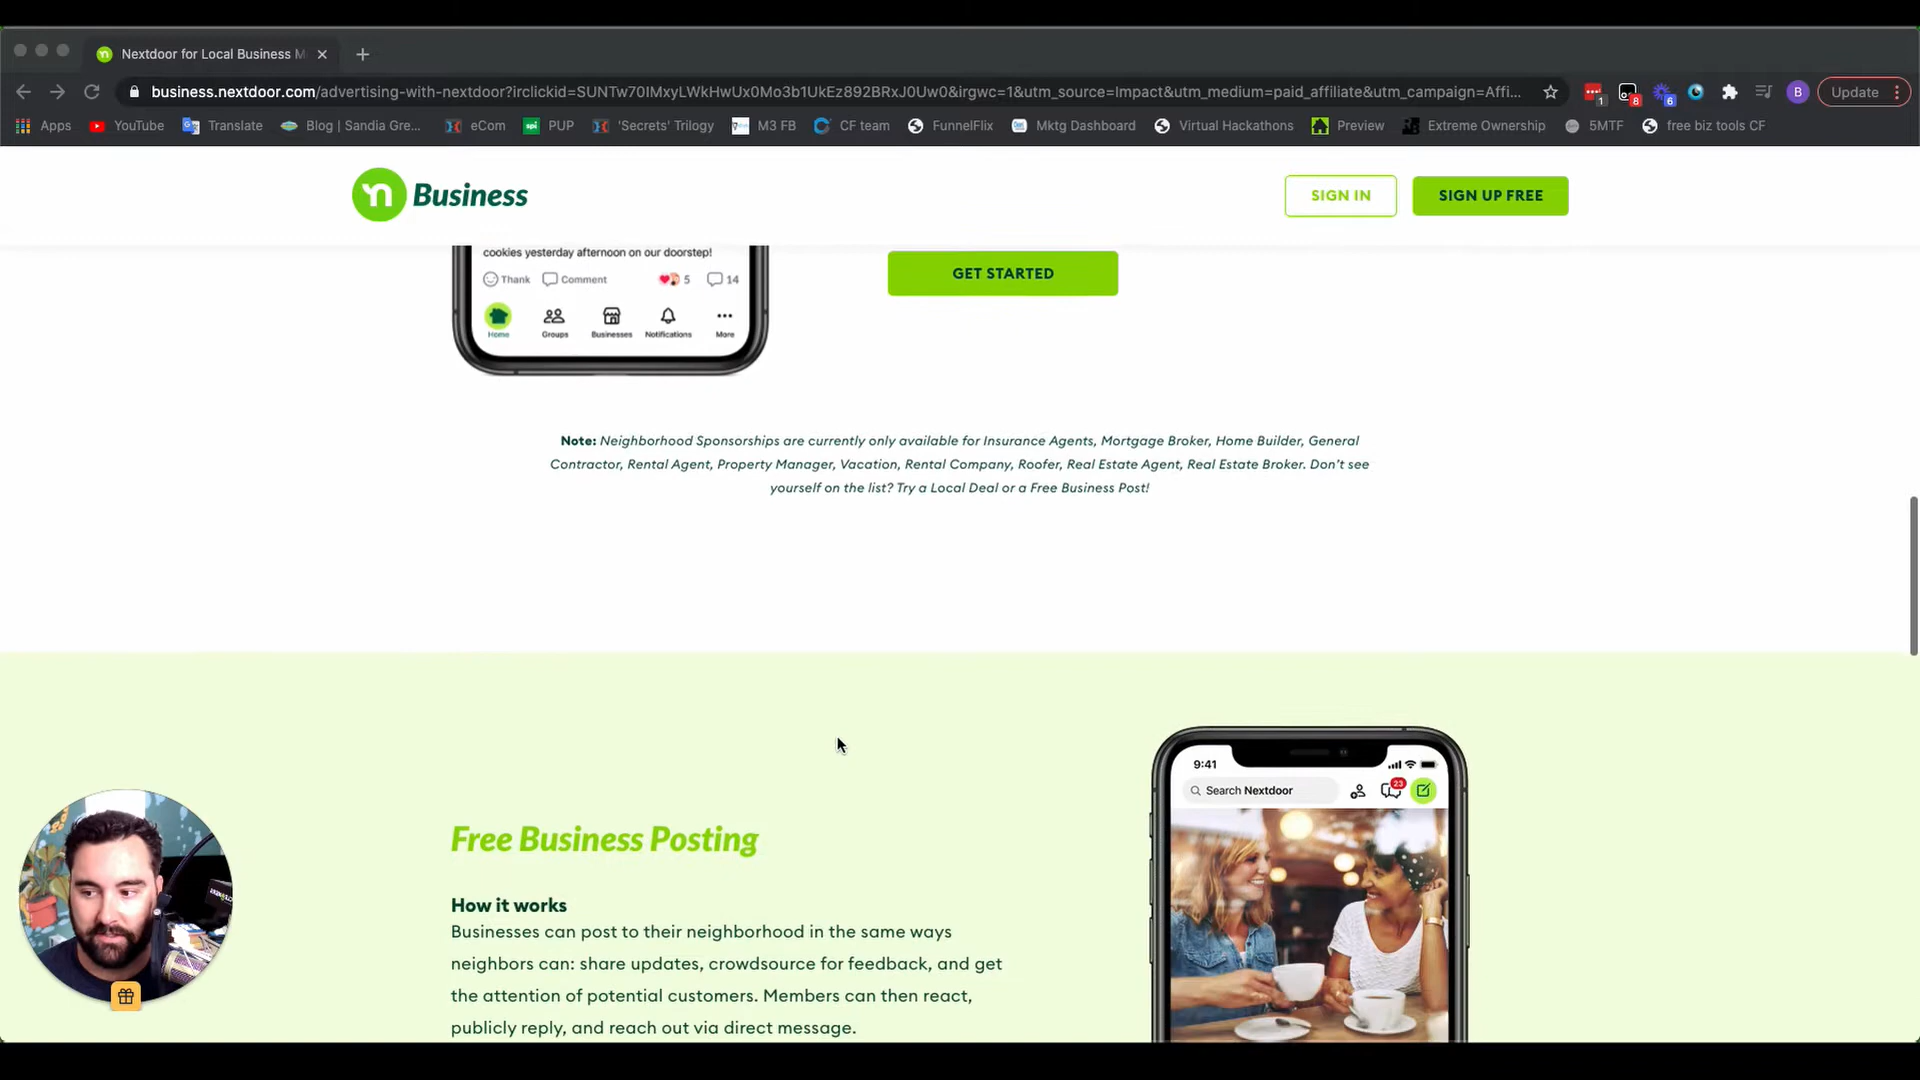 Nextdoor for Local Business M
business.nextdoor.com/advertising-with-nextdoor?irclickid=SUNTw70IMxyLWkHwUx0Mo3b1UkEz892BRxJ0Uw0&irgwc=1&utm_source=Impact&utm_medium=paid_affiliate&utm_campaign=Affi...
1
8
6
B
Update
Apps
YouTube
Translate
Blog | Sandia Gre...
eCom
PUP
'Secrets' Trilogy
M3 FB
CF team
FunnelFlix
Mktg Dashboard
Virtual Hackathons
Preview
Extreme Ownership
5MTF
free biz tools CF
Business
SIGN IN
SIGN UP FREE
cookies yesterday afternoon on our doorstep!
Thank
Comment
5
14
Home
Groups
Businesses
Notifications
More
GET STARTED
Note: Neighborhood Sponsorships are currently only available for Insurance Agents, Mortgage Broker, Home Builder, General
Contractor, Rental Agent, Property Manager, Vacation, Rental Company, Roofer, Real Estate Agent, Real Estate Broker. Don't see
yourself on the list? Try a Local Deal or a Free Business Post!
Free Business Posting
How it works
Businesses can post to their neighborhood in the same ways
neighbors can: share updates, crowdsource for feedback, and get
the attention of potential customers. Members can then react,
publicly reply, and reach out via direct message.
9:41
Search Nextdoor
23